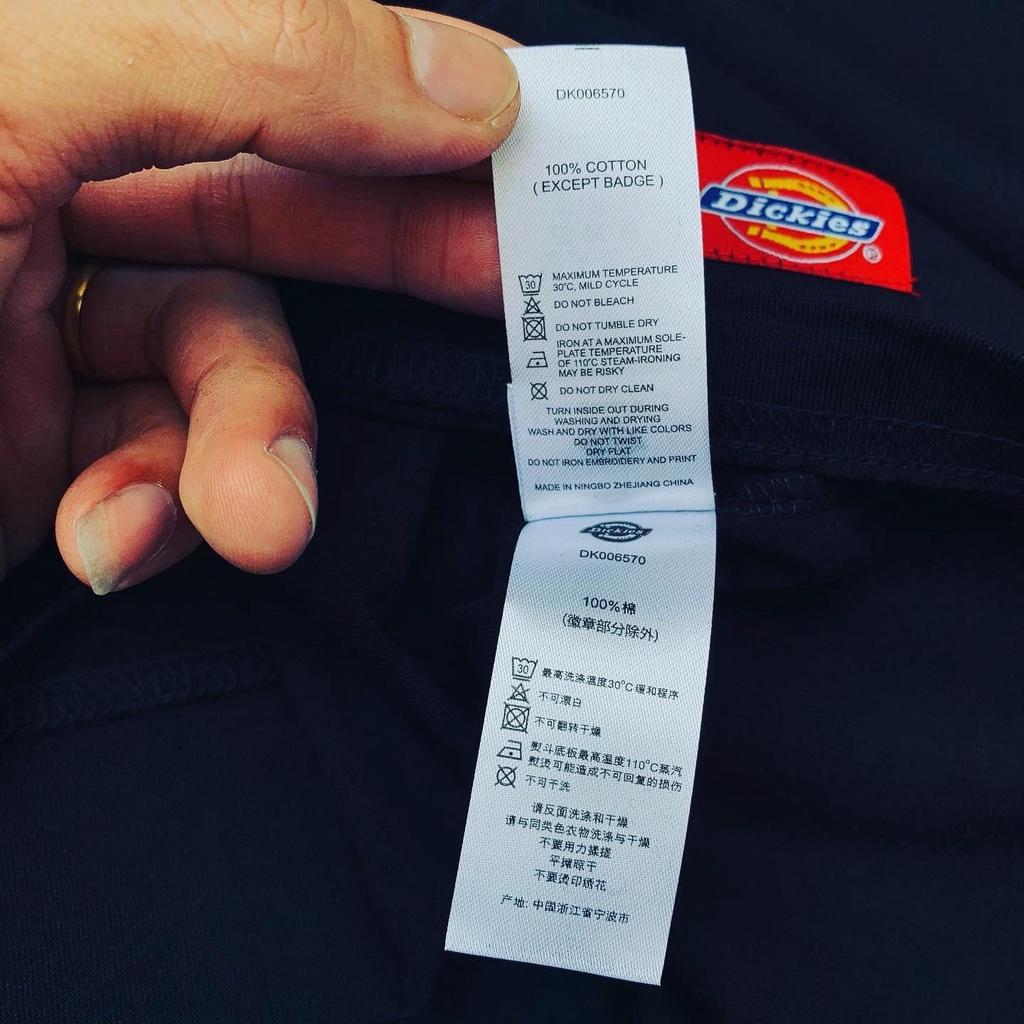 DK006570
100% COTTON
( EXCEPT BADGE )
Dickies ®
30
MAXIMUM TEMPERATURE
30°C, MILD CYCLE
DO NOT BLEACH
DO NOT TUMBLE DRY
IRON AT A MAXIMUM SOLE-
PLATE TEMPERATURE
OF 110°C STEAM-IRONING
MAY BE RISKY
DO NOT DRY CLEAN
TURN INSIDE OUT DURING
WASHING AND DRYING
WASH AND DRY WITH LIKE COLORS
DO NOT TWIST
DRY FLAT
DO NOT IRON EMBROIDERY AND PRINT
MADE IN NINGBO ZHEJIANG CHINA
Dickies
DK006570
100%棉
(徽章部分除外)
30
最高洗涤温度30°C缓和程序
不可漂白
不可翻转干燥
熨斗底板最高温度110°C蒸汽
熨烫可能造成不可回复的损伤
不可干洗
请反面洗涤和干燥
请与同类色衣物洗涤与干燥
不要用力揉搓
平摊晾干
不要烫印绣花
产地: 中国浙江省宁波市